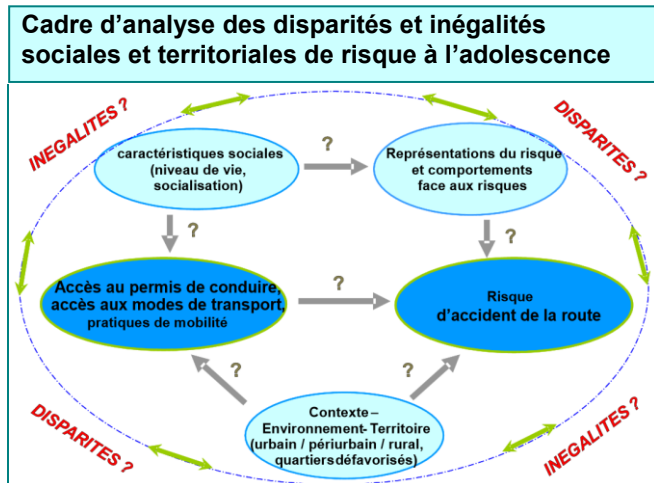 Cadre d’analyse des disparités et inégalités
sociales et territoriales de risque à l’adolescence
INEGALITES ?
DISPARITES ?
?
caractéristiques sociales
(niveau de vie,
socialisation)
Représentations du risque
et comportements
face aux risques
?
?
Accès au permis de conduire,
accès aux modes de transport,
pratiques de mobilité
?
Risque
d’accident de la route
?
?
Contexte –
Environnement- Territoire
(urbain / périurbain / rural,
quartiers défavorisés)
DISPARITES ?
INEGALITES ?